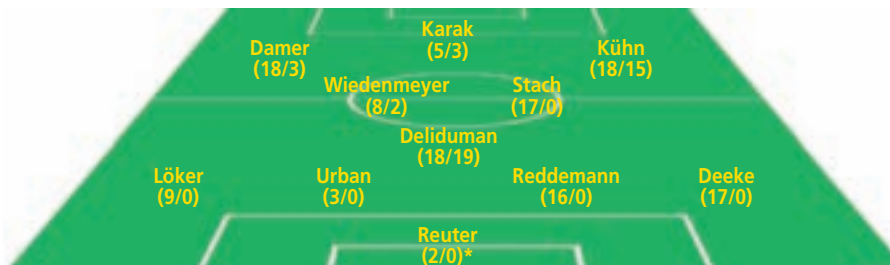 Karak
(5/3)
Damer
(18/3)
Kühn
(18/15)
Wiedenmeyer
(8/2)
Stach
(17/0)
Deliduman
(18/19)
Löker
(9/0)
Urban
(3/0)
Reddemann
(16/0)
Deeke
(17/0)
Reuter
(2/0)*